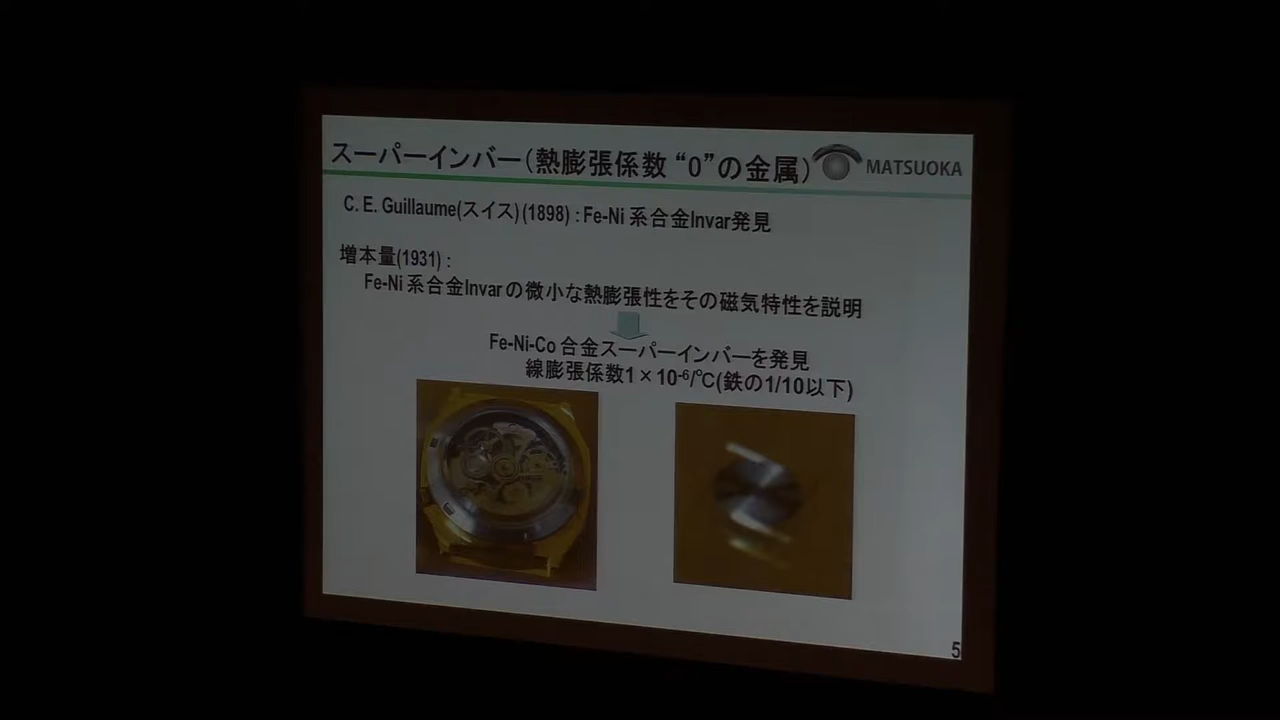 スーパーインバー(熱膨張係数 “0”の金属)
MATSUOKA
C. E. Guillaume(スイス) (1898) : Fe-Ni 系合金Invar発見
増本量(1931) :
Fe-Ni 系合金Invarの微小な熱膨張性をその磁気特性を説明
Fe-Ni-Co 合金スーパーインバーを発見
線膨張係数1×10-6/℃(鉄の1/10以下)
5